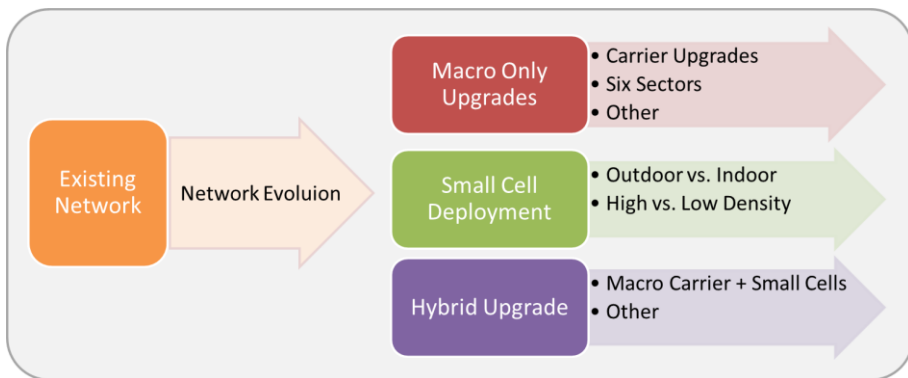 Existing
Network
Network Evoluion
Macro Only
Upgrades
• Carrier Upgrades
• Six Sectors
• Other
Small Cell
Deployment
• Outdoor vs. Indoor
• High vs. Low Density
Hybrid Upgrade
• Macro Carrier + Small Cells
• Other